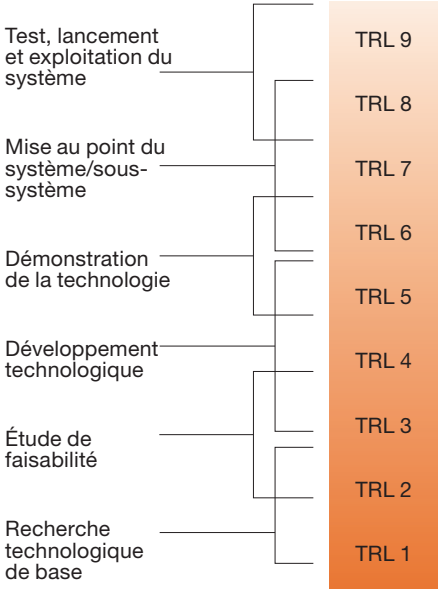 Test, lancement
et exploitation du
système
Mise au point du
système/sous-
système
Démonstration
de la technologie
Développement
technologique
Étude de
faisabilité
Recherche
technologique
de base
TRL 9
TRL 8
TRL 7
TRL 6
TRL 5
TRL 4
TRL 3
TRL 2
TRL 1